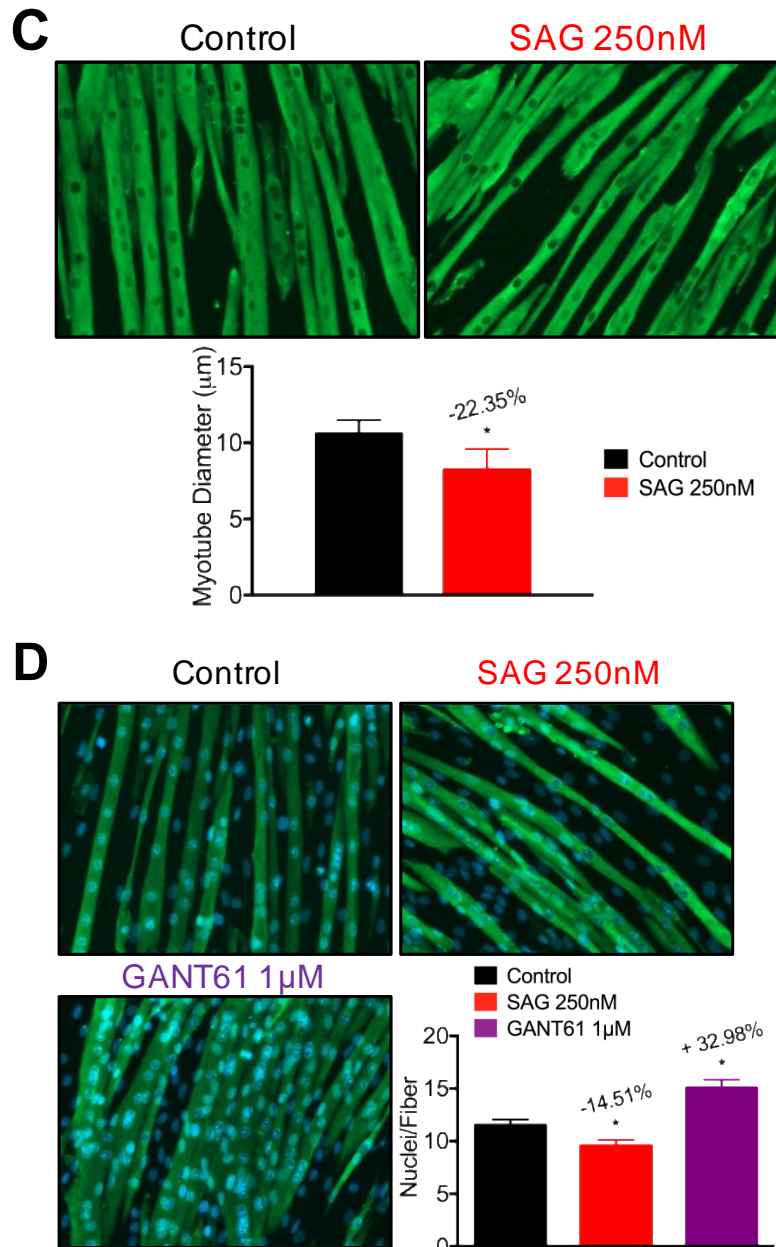 C
Control
SAG 250nM
Myotube Diameter (μm)
15
10
5
0
-22.35%
*
Control
SAG 250nM
D
Control
SAG 250nM
GANT61 1µM
Control
SAG 250nM
GANT61 1µM
Nuclei/Fiber
20
15
10
5
0
-14.51%
*
+ 32.98%
*